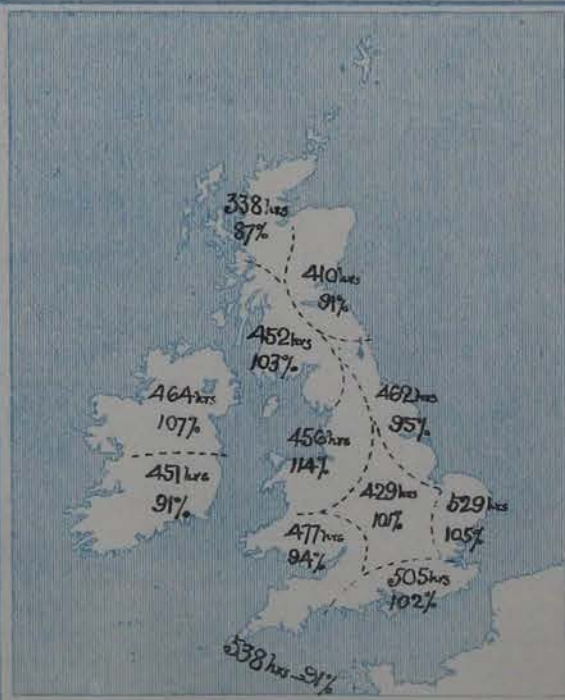 338 hrs
87%
410 hrs
91%
452 hrs
103%
464 hrs
107%
462 hrs
95%
456 hrs
114%
451 hrs
91%
429 hrs
101%
529 hrs
105%
477 hrs
94%
505 hrs
102%
538 hrs - 91%